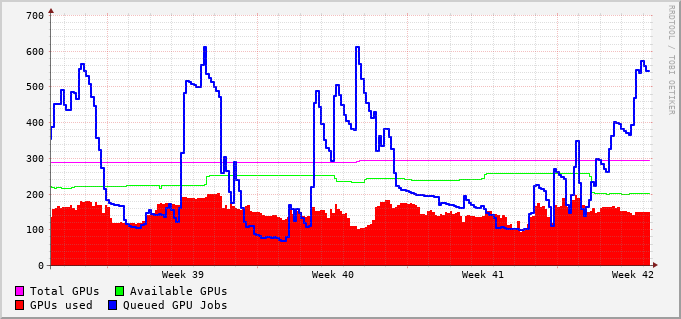 700
600
500
400
300
200
100
0
Week 39 Week 40 Week 41 Week 42
Total GPUs Available GPUs
GPUs used Queued GPU Jobs
RRDTOOL / TOBI OETIKER